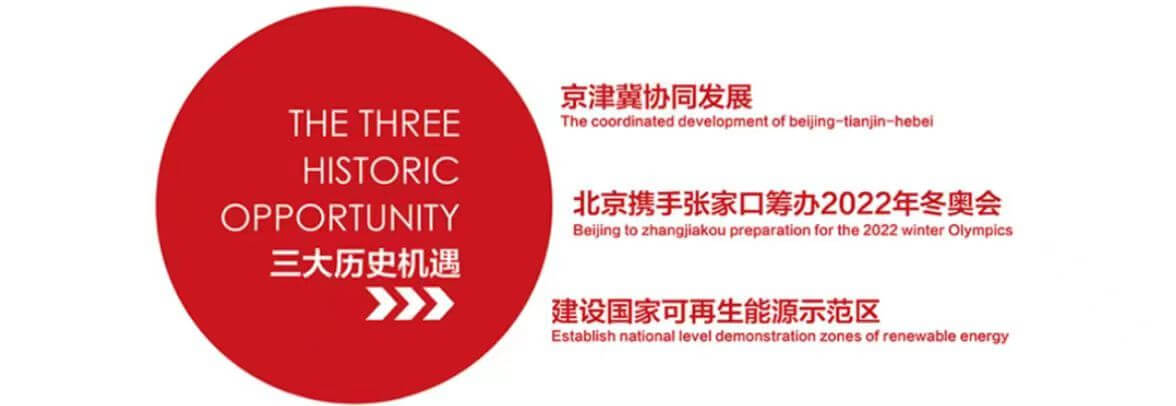 THE THREE
HISTORIC
OPPORTUNITY
三大历史机遇
京津冀协同发展
The coordinated development of beijing-tianjin-hebei
北京携手张家口筹办2022年冬奥会
Beijing to zhangjiakou preparation for the 2022 winter Olympics
建设国家可再生能源示范区
Establish national level demonstration zones of renewable energy